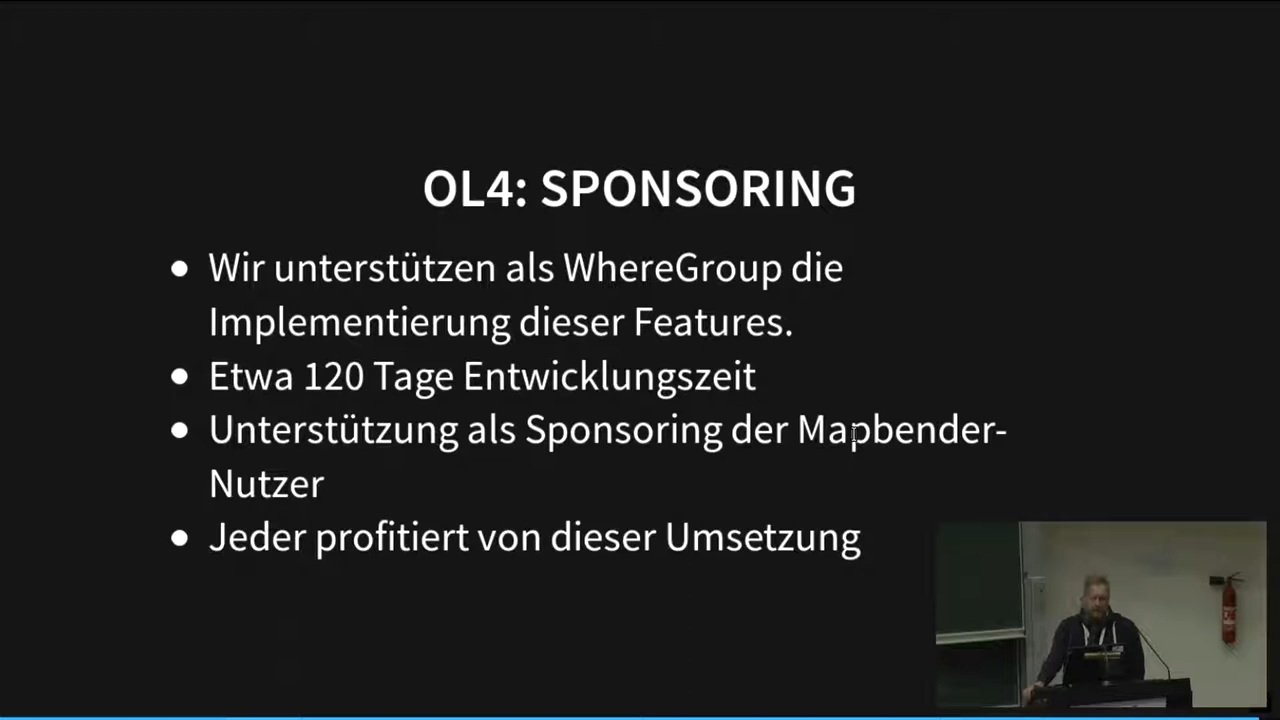 OL4: SPONSORING
• Wir unterstützen als WhereGroup die
Implementierung dieser Features.
• Etwa 120 Tage Entwicklungszeit
• Unterstützung als Sponsoring der Mapbender-
Nutzer
• Jeder profitiert von dieser Umsetzung